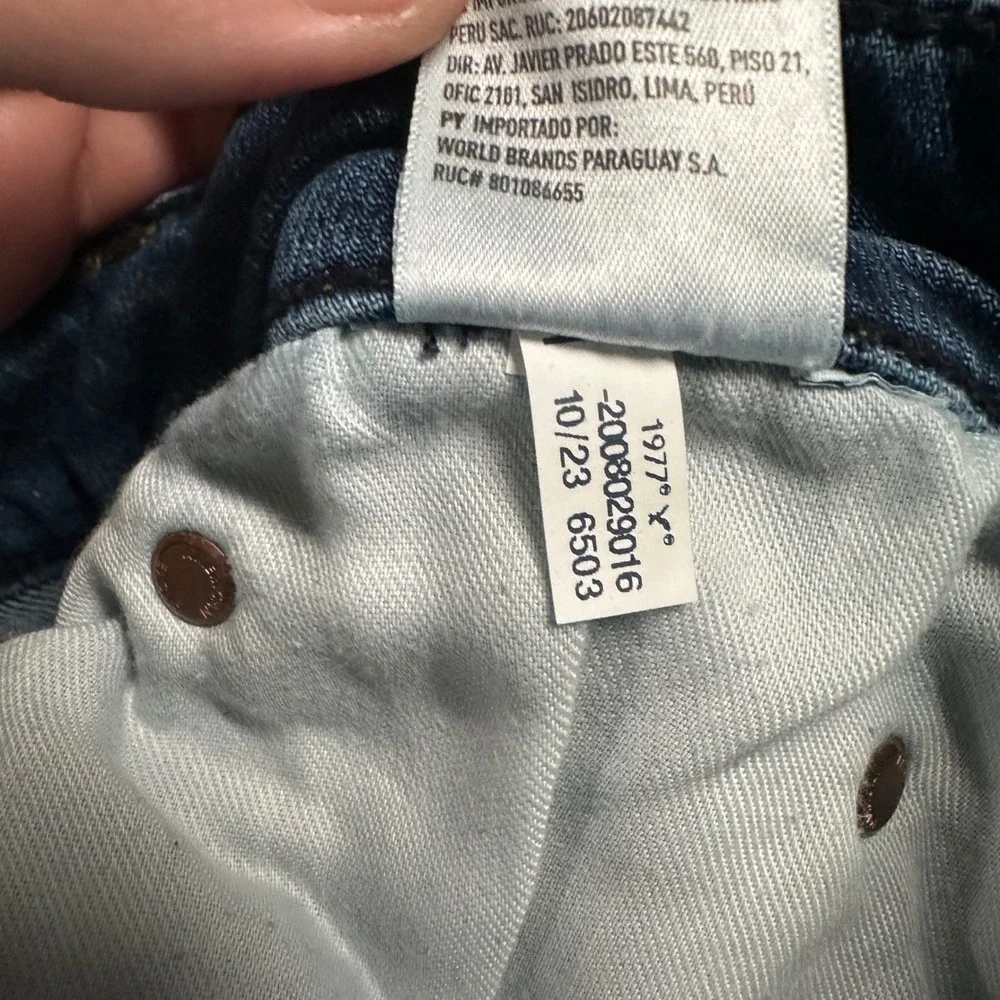 PERU SAC. RUC: 20602087442
DIR: AV. JAVIER PRADO ESTE 560, PISO 21,
OFIC 2101, SAN ISIDRO, LIMA, PERÚ
PY IMPORTADO POR:
WORLD BRANDS PARAGUAY S.A.
RUC# 801086655
1977°
-2008029016
10/23 6503